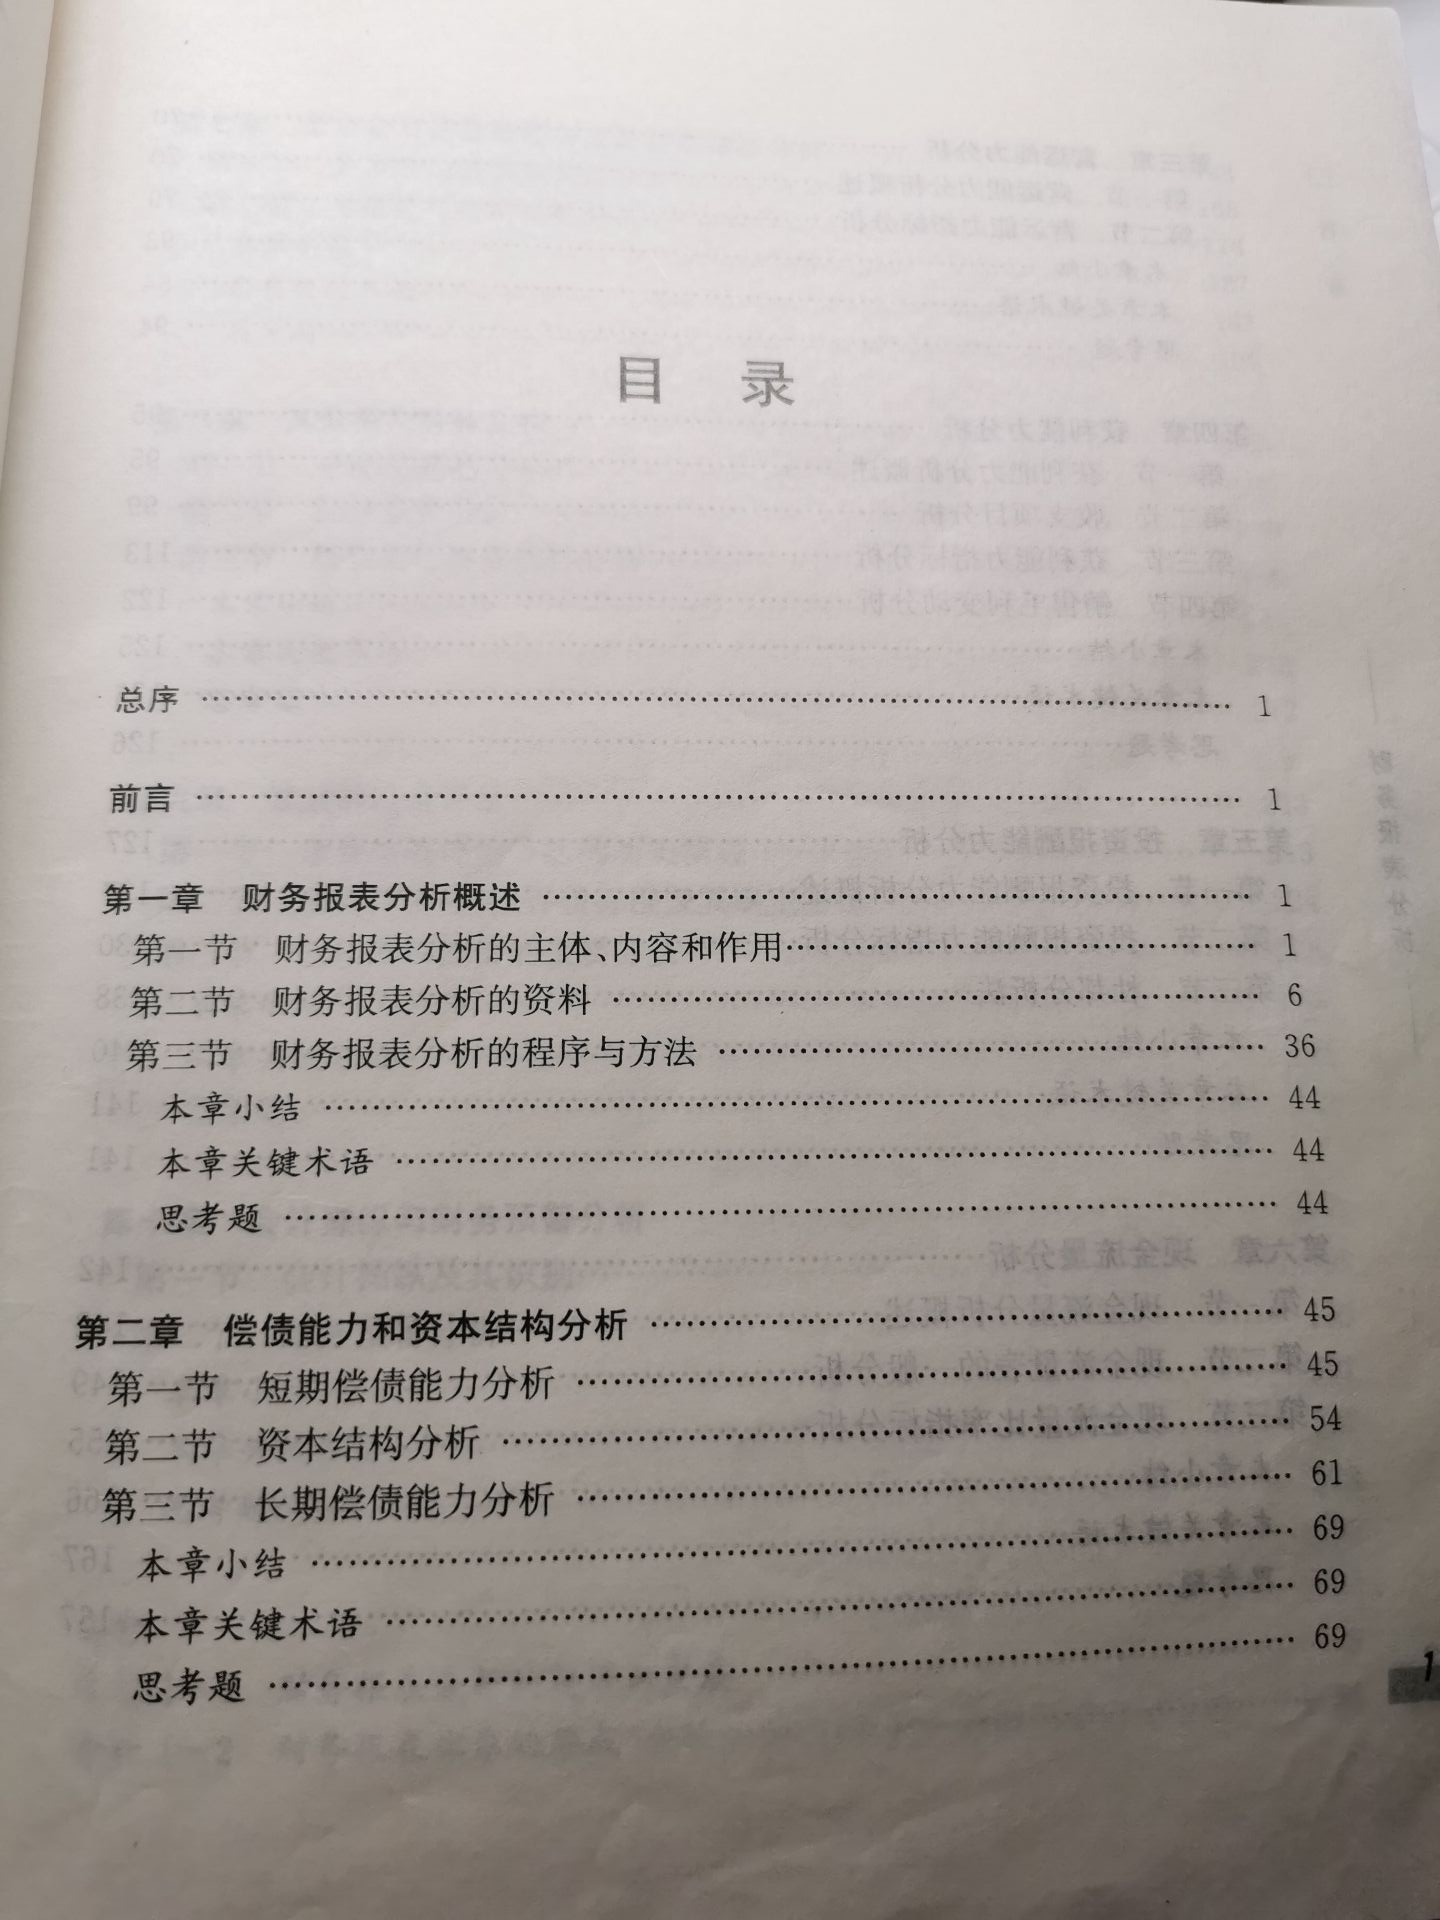 目 录
总序 …… 1
前言 …… 1
第一章 财务报表分析概述 …… 1
第一节 财务报表分析的主体、内容和作用 …… 1
第二节 财务报表分析的资料 …… 6
第三节 财务报表分析的程序与方法 …… 36
本章小结 …… 44
本章关键术语 …… 44
思考题 …… 44
第二章 偿债能力和资本结构分析 …… 45
第一节 短期偿债能力分析 …… 45
第二节 资本结构分析 …… 54
第三节 长期偿债能力分析 …… 61
本章小结 …… 69
本章关键术语 …… 69
思考题 …… 69
1